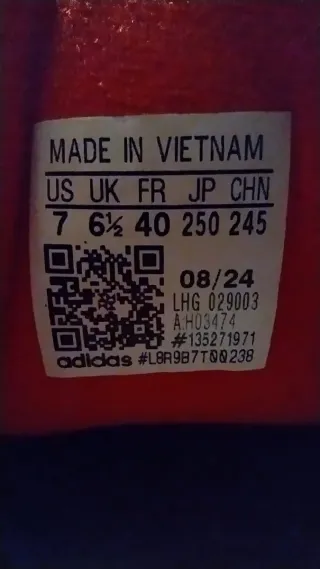 MADE IN VIETNAM
US UK FR JP CHN
7 6½ 40 250 245
08/24
LHG 029003
A:H03474
#135271971
adidas #L8R9B7T00238